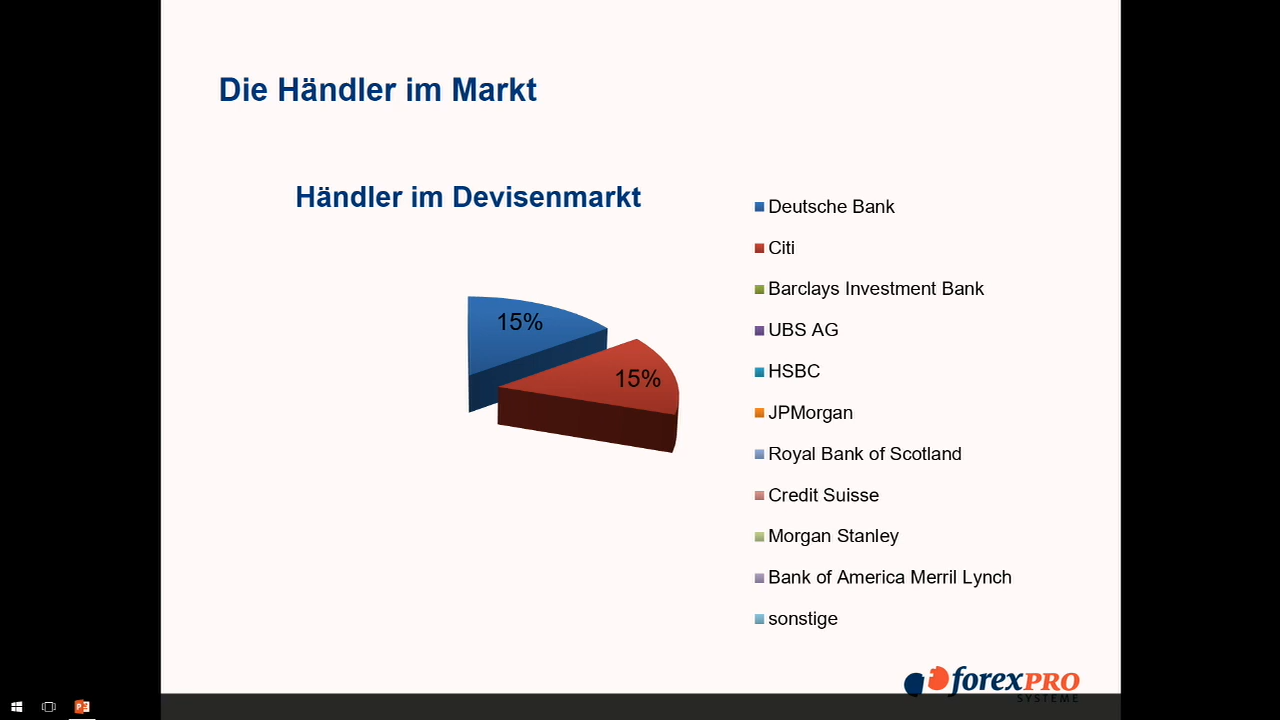 Die Händler im Markt
Händler im Devisenmarkt
15%
15%
Deutsche Bank
Citi
Barclays Investment Bank
UBS AG
HSBC
JPMorgan
Royal Bank of Scotland
Credit Suisse
Morgan Stanley
Bank of America Merril Lynch
sonstige
forexPRO
SYSTEME